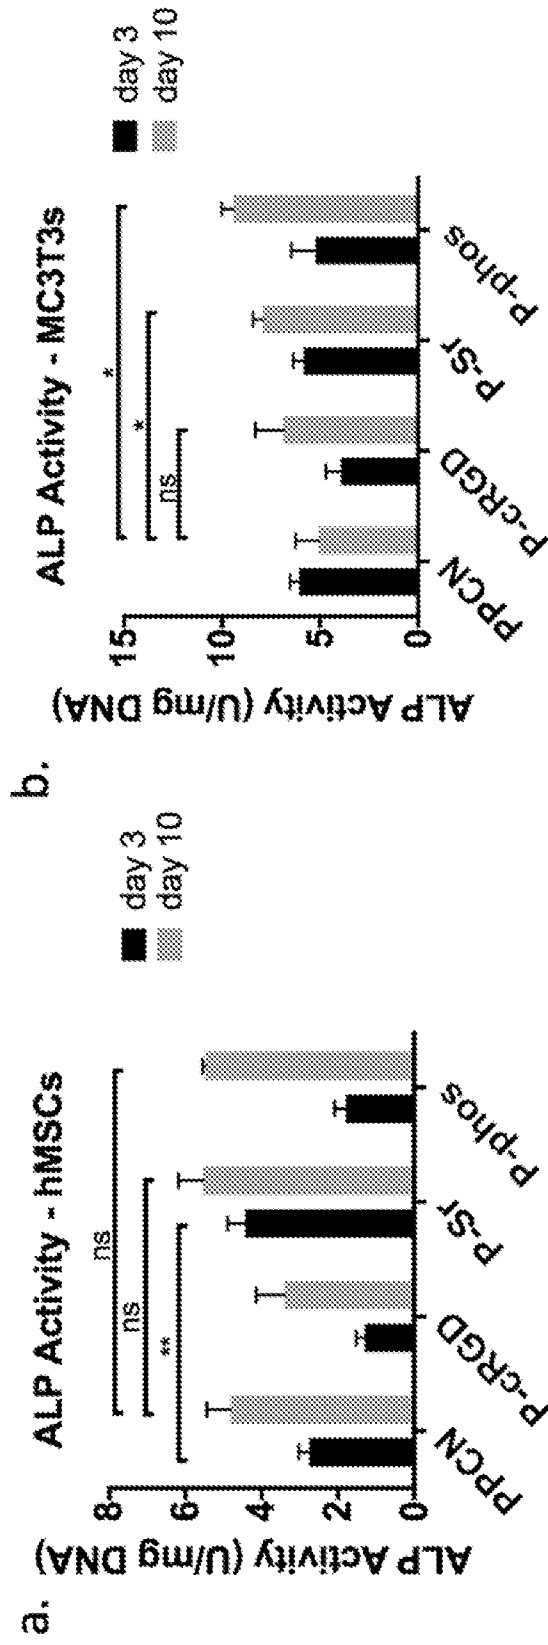 a.
ALP Activity - hMSCs
ALP Activity (U/mg DNA)
8
6
4
2
0
ns
ns
**
PPCN
P-cRGD
P-Sr
P-phos
day 3
day 10
b.
ALP Activity - MC3T3s
ALP Activity (U/mg DNA)
15
10
5
0
*
*
ns
PPCN
P-cRGD
P-Sr
P-phos
day 3
day 10